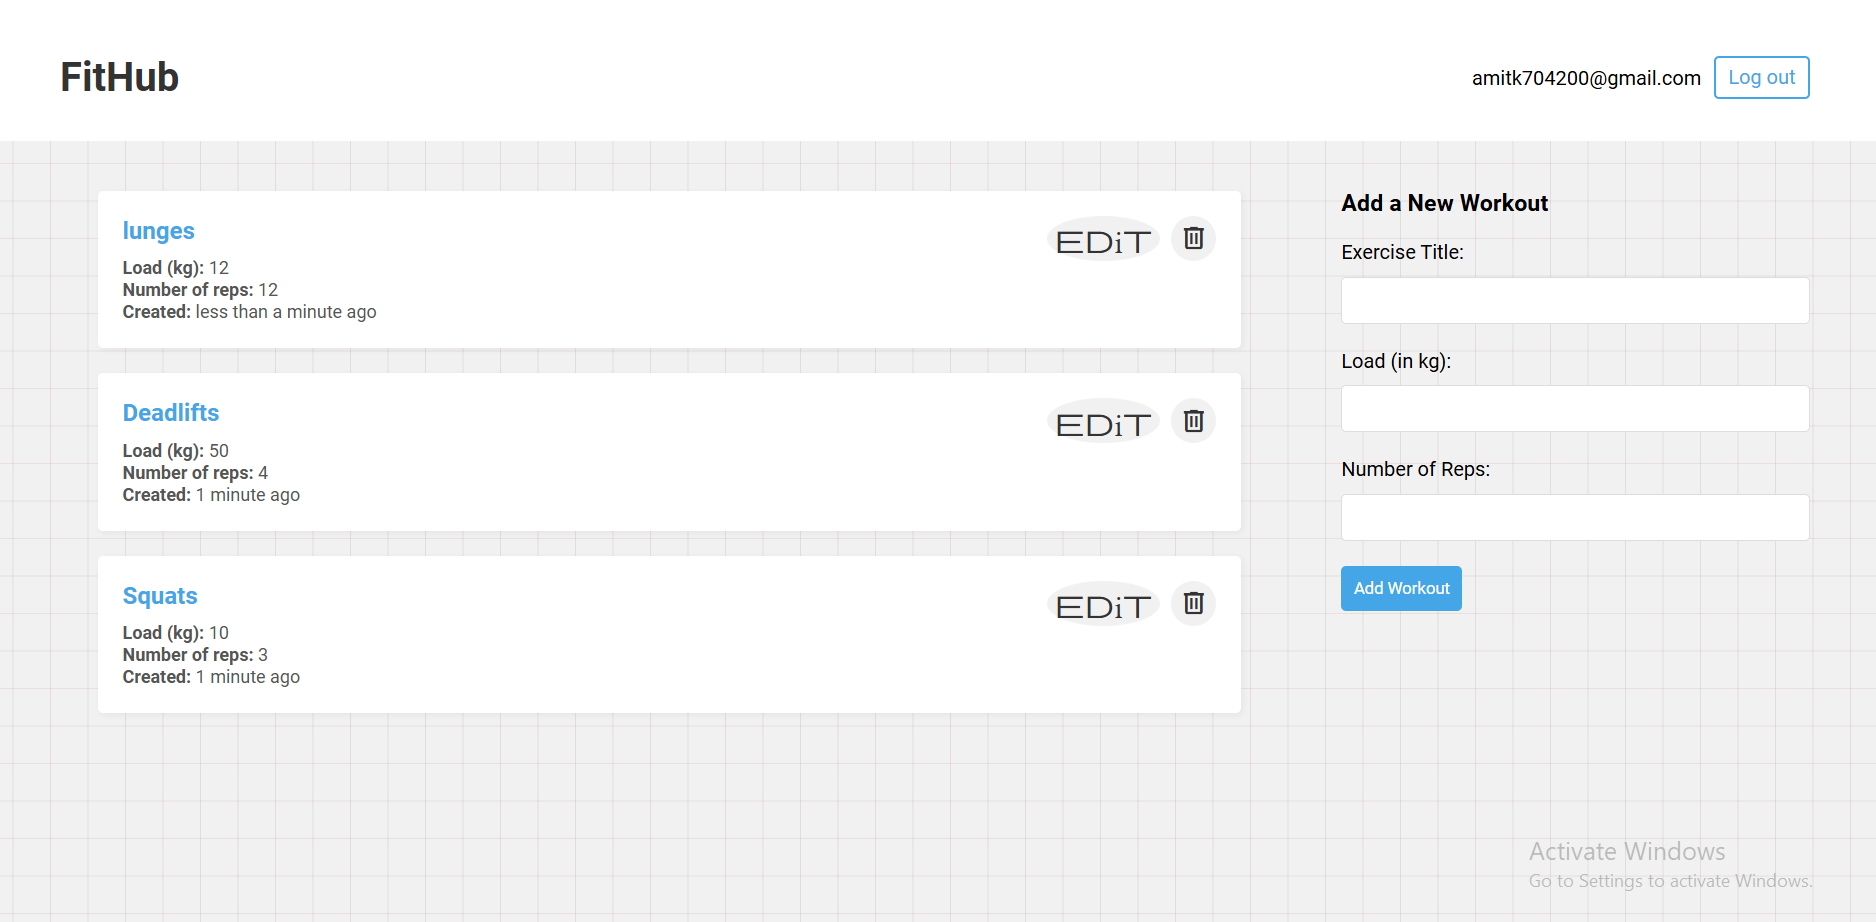 FitHub
amitk704200@gmail.com
Log out
lunges
EDiT
Load (kg): 12
Number of reps: 12
Created: less than a minute ago
Deadlifts
EDiT
Load (kg): 50
Number of reps: 4
Created: 1 minute ago
Squats
EDiT
Load (kg): 10
Number of reps: 3
Created: 1 minute ago
Add a New Workout
Exercise Title:
Load (in kg):
Number of Reps:
Add Workout
Activate Windows
Go to Settings to activate Windows.